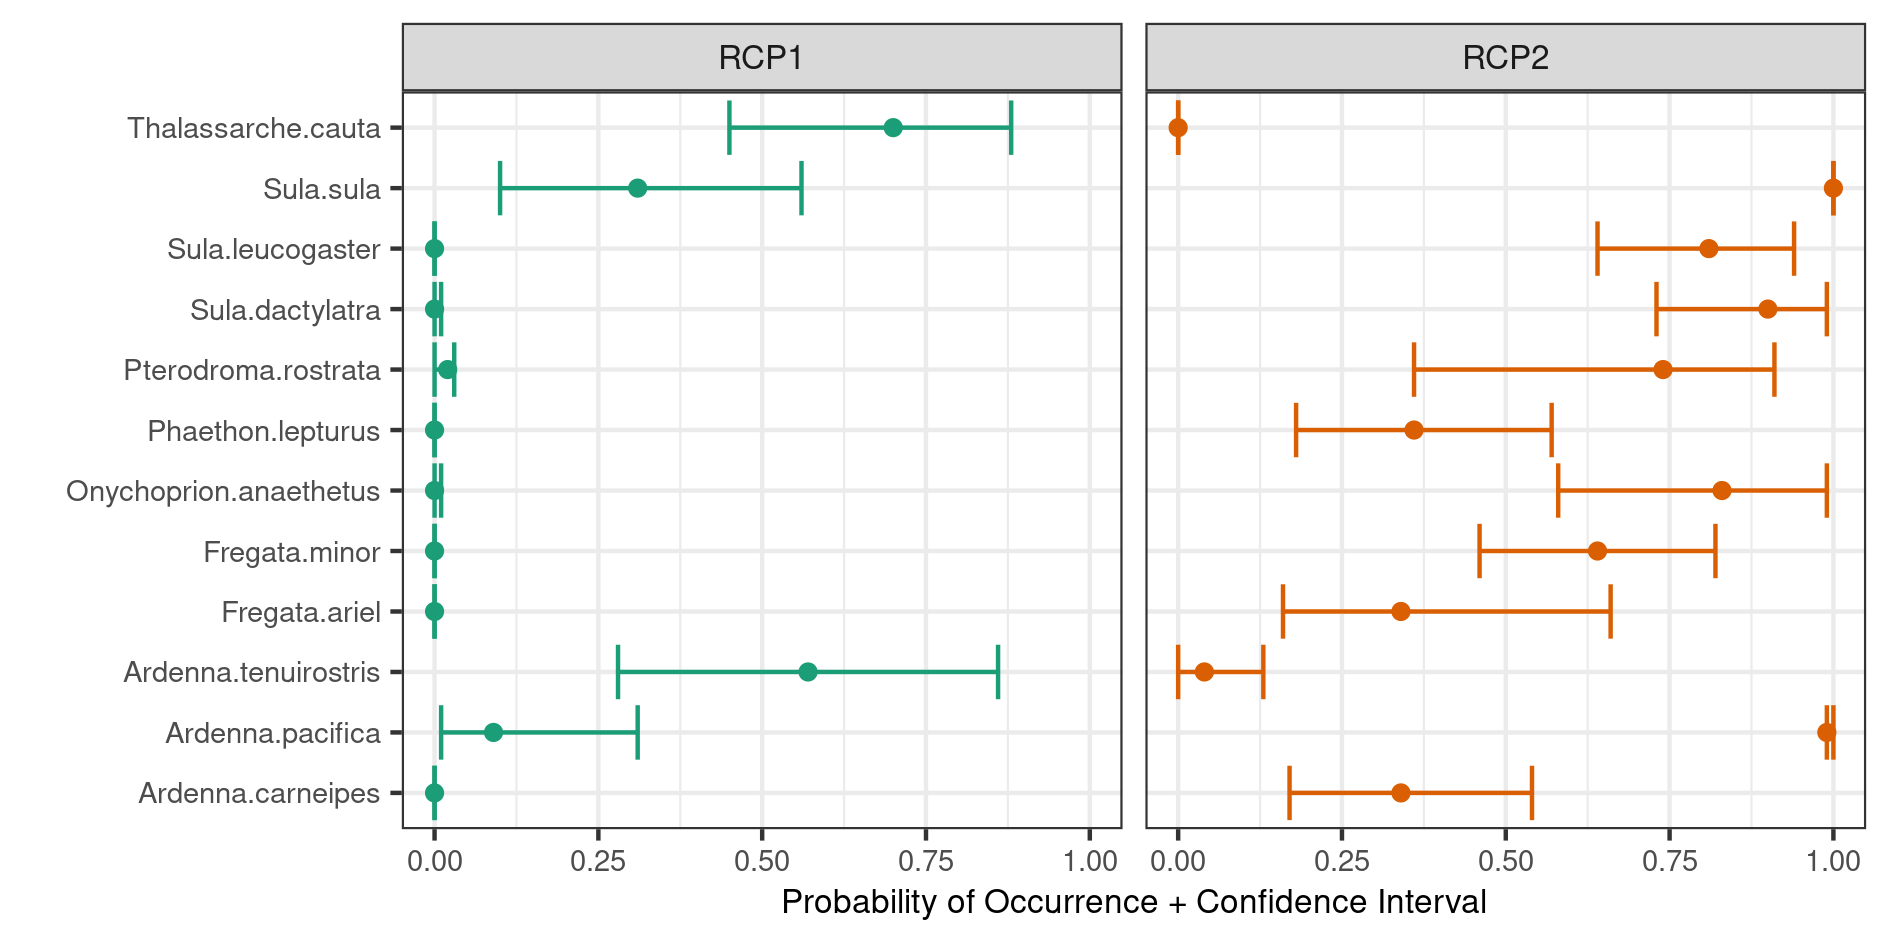 RCP1
RCP2
Thalassarche.cauta
Sula.sula
Sula.leucogaster
Sula.dactylatra
Pterodroma.rostrata
Phaethon.lepturus
Onychoprion.anaethetus
Fregata.minor
Fregata.ariel
Ardenna.tenuirostris
Ardenna.pacifica
Ardenna.carneipes
0.00 0.25 0.50 0.75 1.00 0.00 0.25 0.50 0.75 1.00
Probability of Occurrence + Confidence Interval